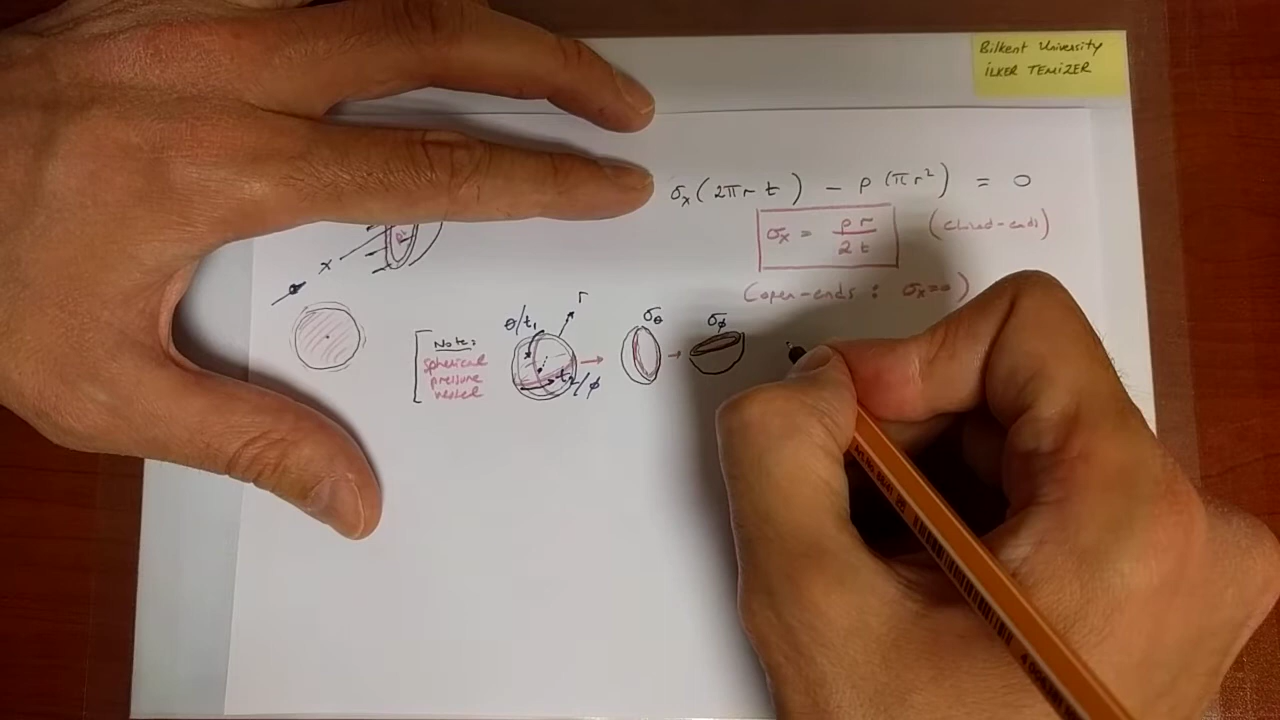 Bilkent University
İLKER TEMİZER
σₓ(2πr t) − p(πr²) = 0
σₓ = pr / 2t (closed-ends)
(open-ends : σₓ=0)
x
r
θ/t₁
t₂/φ
Note:
spherical
pressure
vessel
σθ
σφ